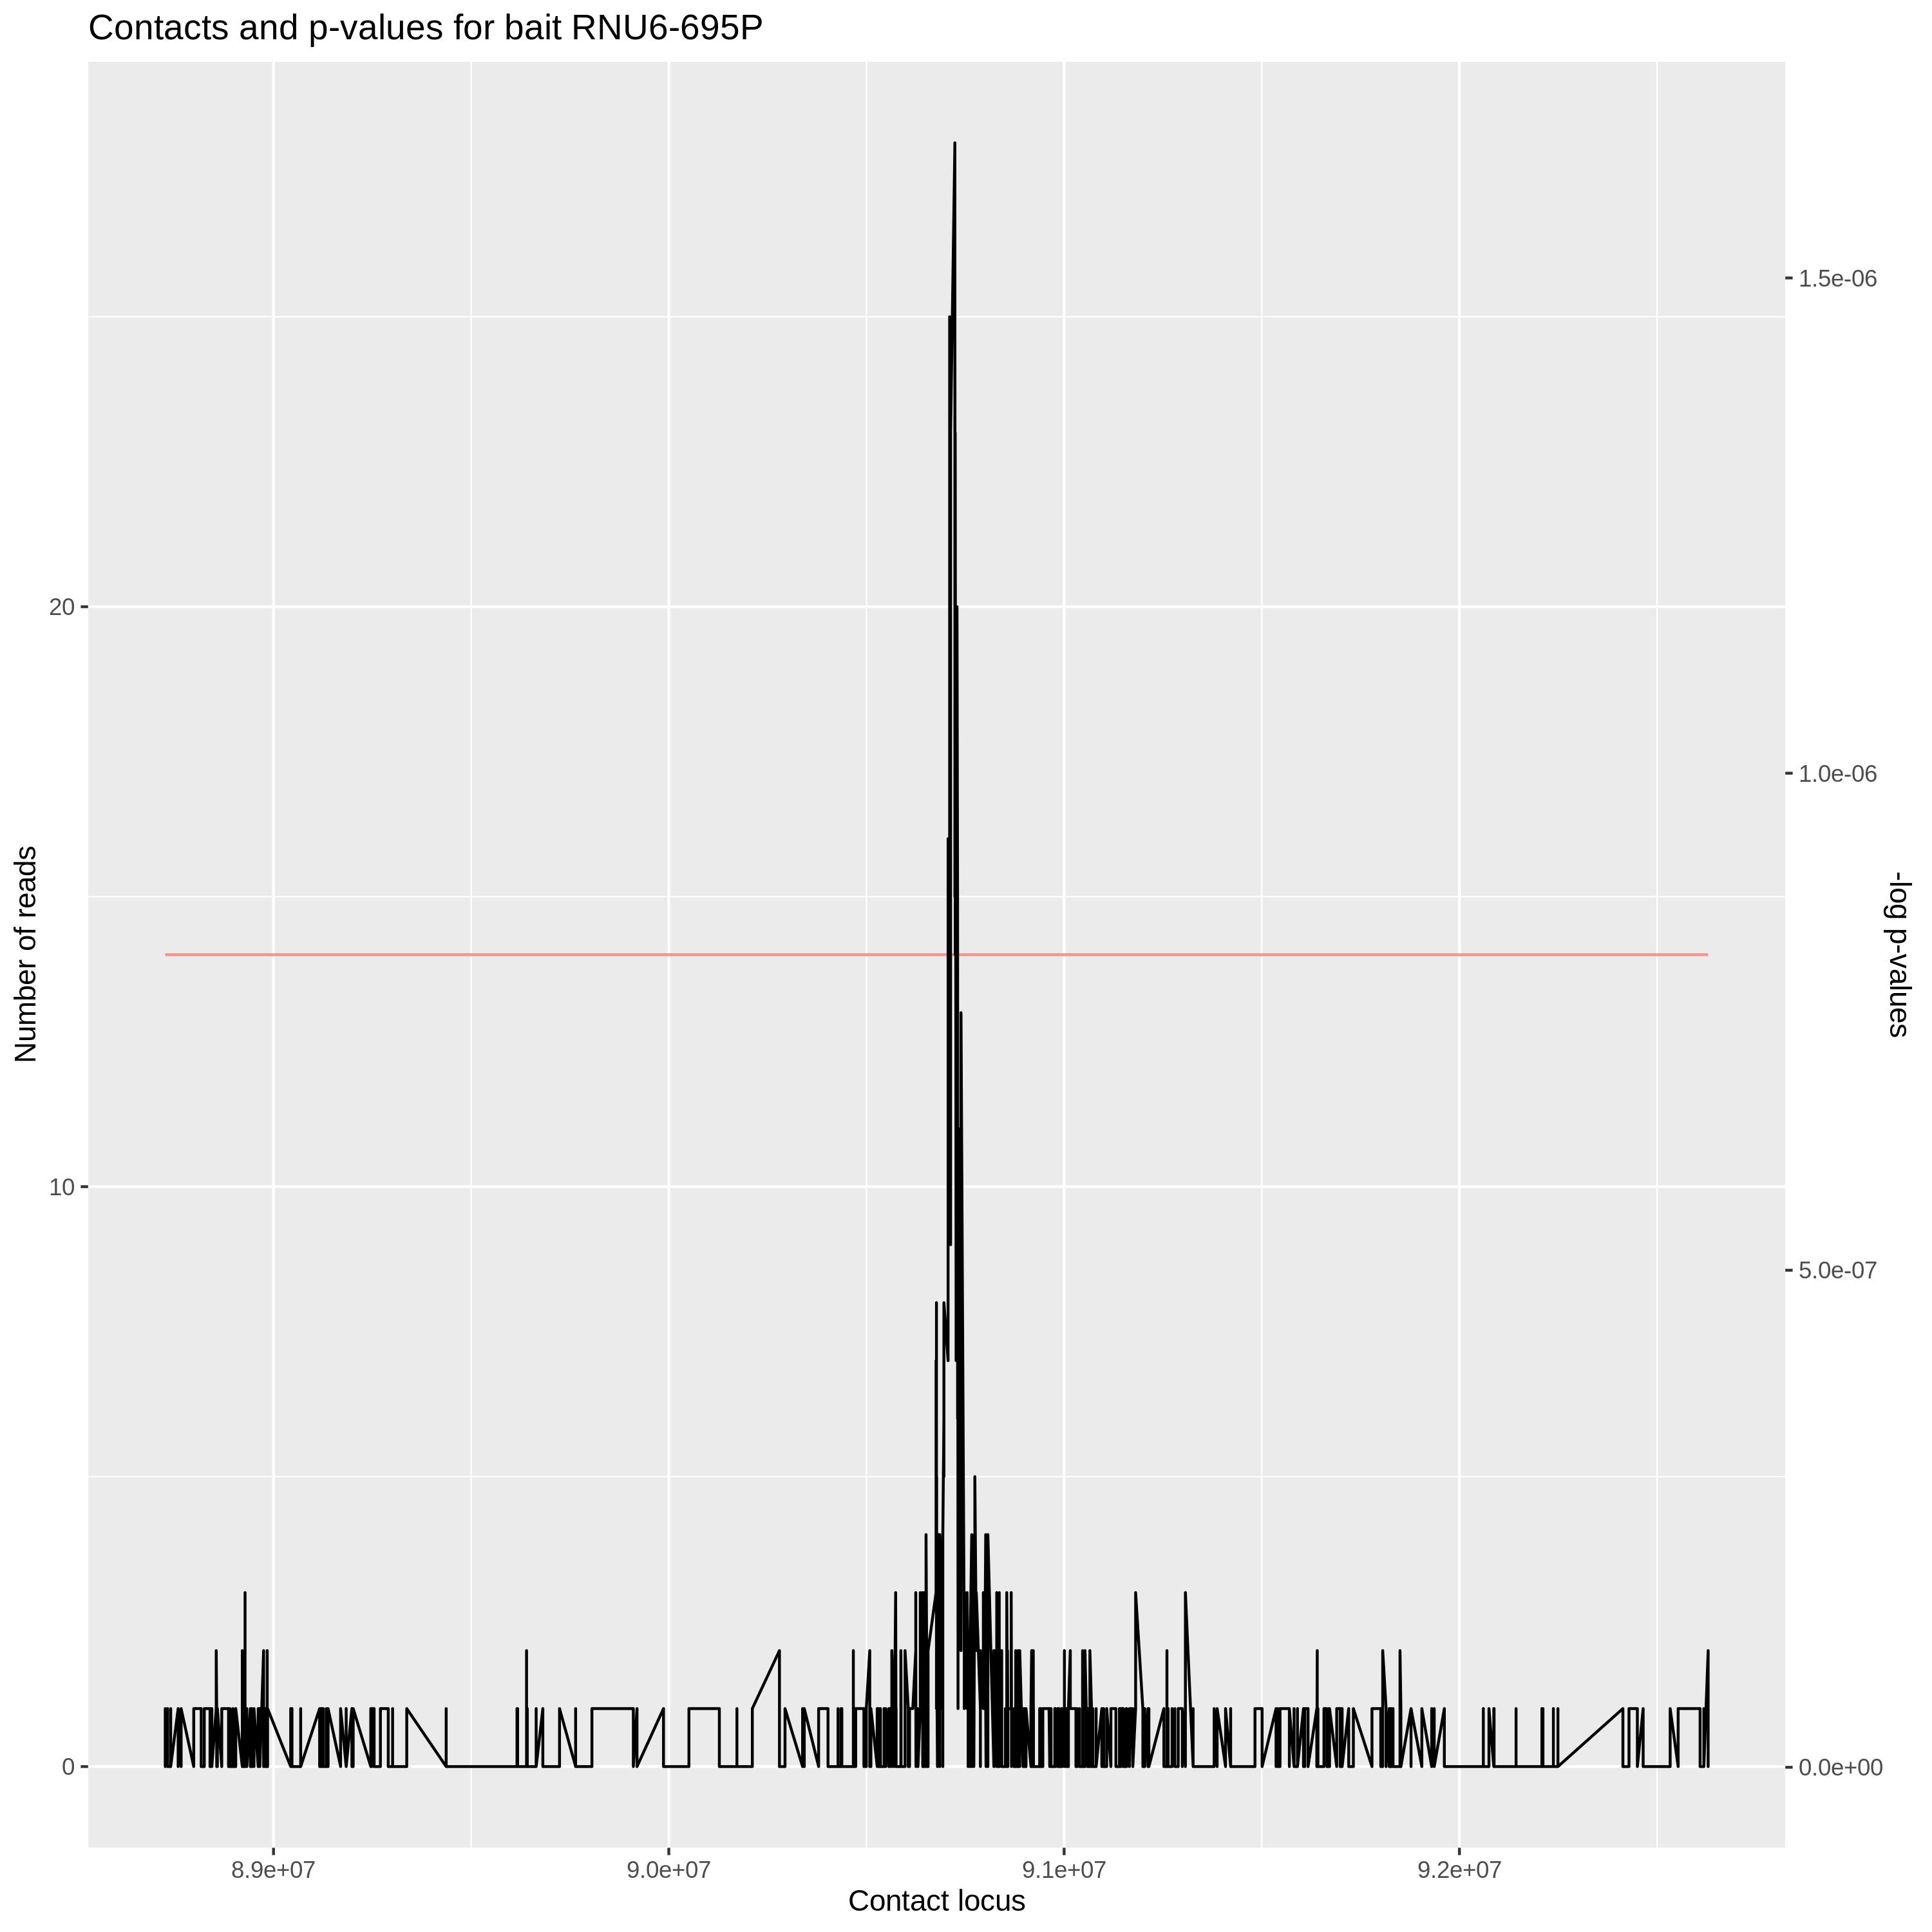 Contacts and p-values for bait RNU6-695P
1.5e-06
20
1.0e-06
Number of reads
-log p-values
10
5.0e-07
0
0.0e+00
8.9e+07
9.0e+07
9.1e+07
9.2e+07
Contact locus